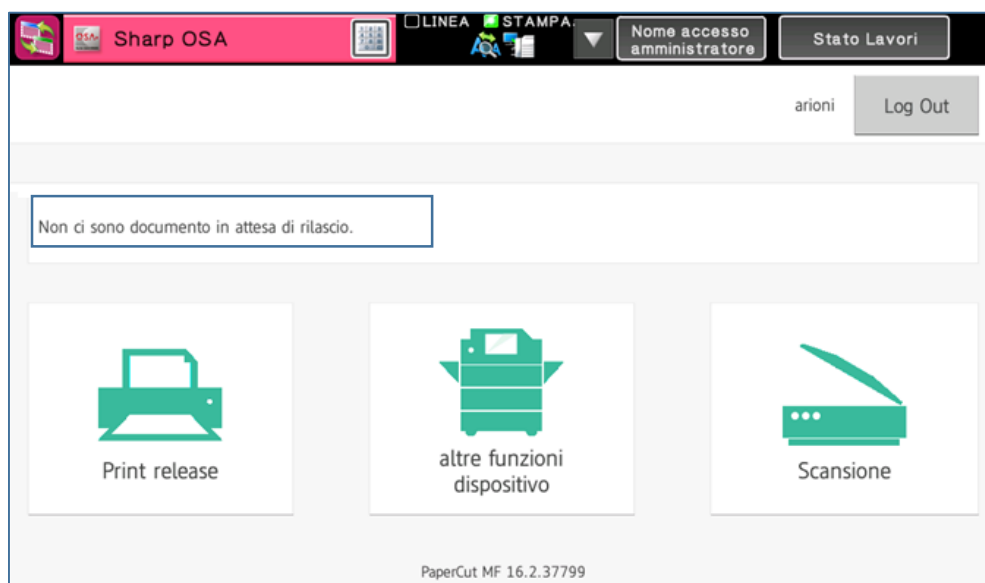 OSA
Sharp OSA
LINEA STAMPA.
Nome accesso
amministratore
Stato Lavori
arioni
Log Out
Non ci sono documento in attesa di rilascio.
Print release
altre funzioni
dispositivo
Scansione
PaperCut MF 16.2.37799